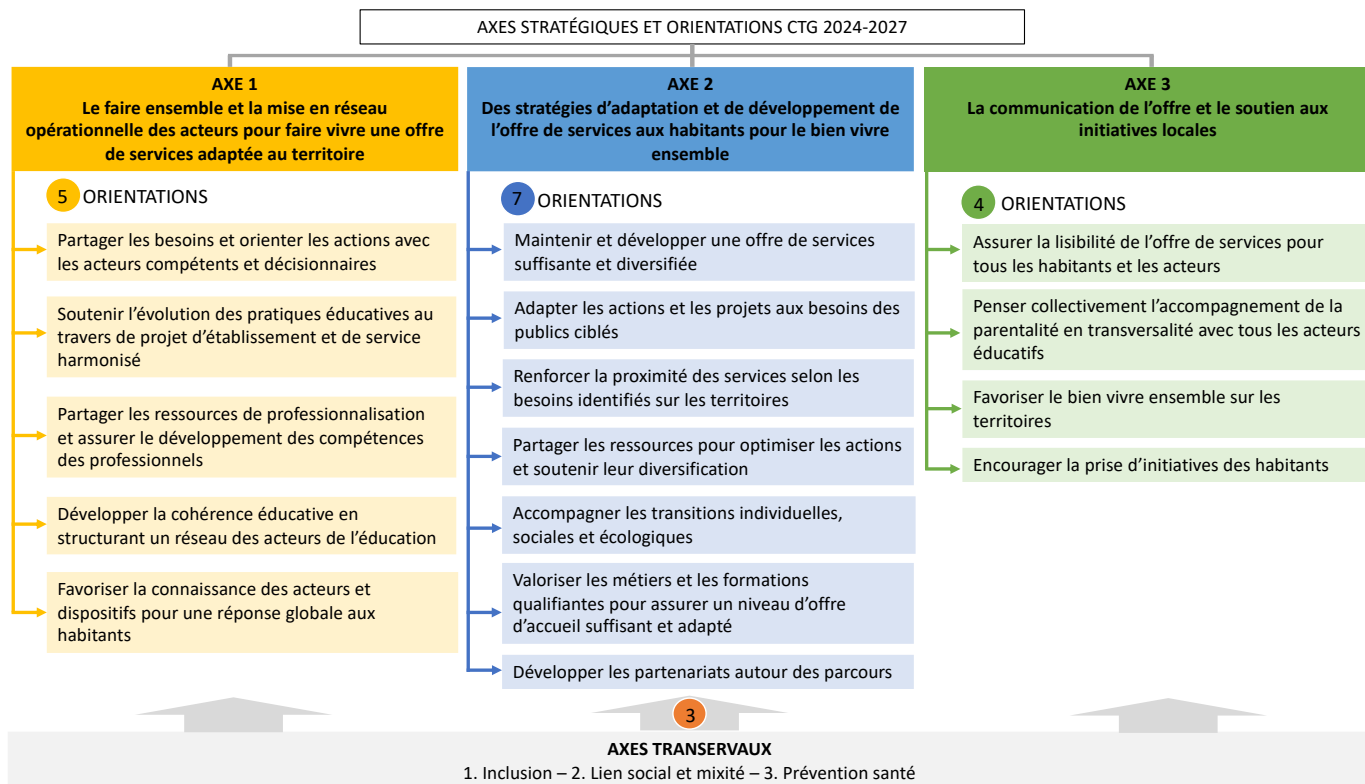 AXES STRATÉGIQUES ET ORIENTATIONS CTG 2024-2027
AXE 1
Le faire ensemble et la mise en réseau
opérationnelle des acteurs pour faire vivre une offre
de services adaptée au territoire
5 ORIENTATIONS
Partager les besoins et orienter les actions avec
les acteurs compétents et décisionnaires
Soutenir l'évolution des pratiques éducatives au
travers de projet d'établissement et de service
harmonisé
Partager les ressources de professionnalisation
et assurer le développement des compétences
des professionnels
Développer la cohérence éducative en
structurant un réseau des acteurs de l'éducation
Favoriser la connaissance des acteurs et
dispositifs pour une réponse globale aux
habitants
AXE 2
Des stratégies d'adaptation et de développement de
l'offre de services aux habitants pour le bien vivre
ensemble
7 ORIENTATIONS
Maintenir et développer une offre de services
suffisante et diversifiée
Adapter les actions et les projets aux besoins des
publics ciblés
Renforcer la proximité des services selon les
besoins identifiés sur les territoires
Partager les ressources pour optimiser les actions
et soutenir leur diversification
Accompagner les transitions individuelles,
sociales et écologiques
Valoriser les métiers et les formations
qualifiantes pour assurer un niveau d'offre
d'accueil suffisant et adapté
Développer les partenariats autour des parcours
AXE 3
La communication de l'offre et le soutien aux
initiatives locales
4 ORIENTATIONS
Assurer la lisibilité de l'offre de services pour
tous les habitants et les acteurs
Penser collectivement l'accompagnement de la
parentalité en transversalité avec tous les acteurs
éducatifs
Favoriser le bien vivre ensemble sur les
territoires
Encourager la prise d'initiatives des habitants
3
AXES TRANSERVAUX
1. Inclusion – 2. Lien social et mixité – 3. Prévention santé